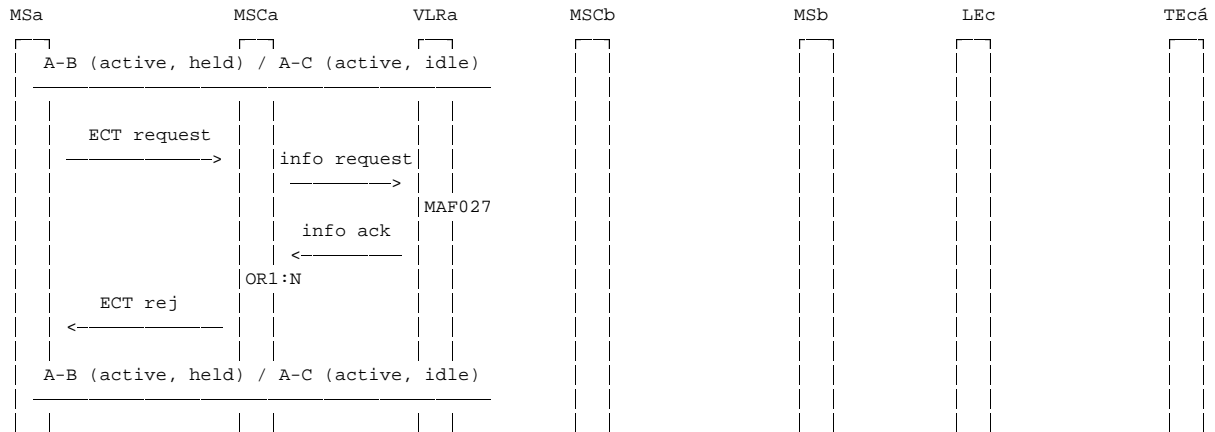 MSa MSCa VLRa MSCb MSb LEc TEcá
A-B (active, held) / A-C (active, idle)
ECT request
info request
MAF027
info ack
OR1:N
ECT rej
A-B (active, held) / A-C (active, idle)